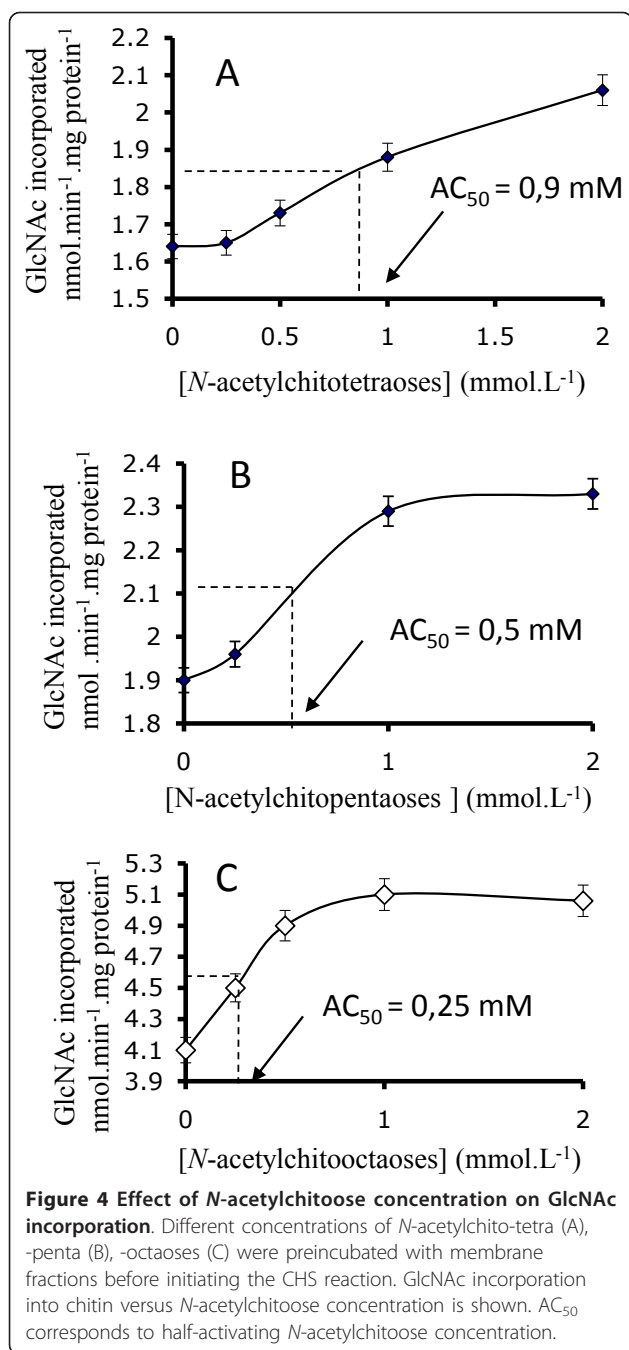 A
GlcNAc incorporated
nmol.min-1.mg protein-1
2.2
2.1
2
1.9
1.8
1.7
1.6
1.5
AC50 = 0,9 mM
0 0.5 1 1.5 2
[N-acetylchitotetraoses] (mmol.L-1)
B
GlcNAc incorporated
nmol .min-1.mg protein-1
2.4
2.3
2.2
2.1
2
1.9
1.8
AC50 = 0,5 mM
0 1 2
[N-acetylchitopentaoses ] (mmol.L-1)
C
GlcNAc incorporated
nmol.min-1.mg protein-1
5.3
5.1
4.9
4.7
4.5
4.3
4.1
3.9
AC50 = 0,25 mM
0 1 2
[N-acetylchitooctaoses] (mmol.L-1)
Figure 4 Effect of N-acetylchitoose concentration on GlcNAc
incorporation. Different concentrations of N-acetylchito-tetra (A),
-penta (B), -octaoses (C) were preincubated with membrane
fractions before initiating the CHS reaction. GlcNAc incorporation
into chitin versus N-acetylchitoose concentration is shown. AC50
corresponds to half-activating N-acetylchitoose concentration.